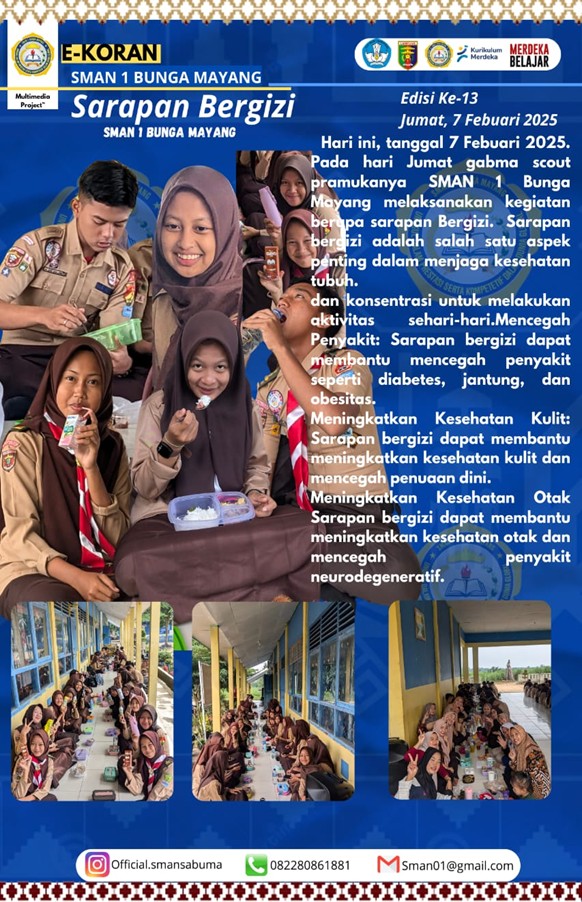 E-KORAN
SMAN 1 BUNGA MAYANG
Multimedia
Project"
Kurikulum
Merdeka
MERDEKA
BELAJAR
Sarapan Bergizi
SMAN 1 BUNGA MAYANG
Edisi Ke-13
Jumat, 7 Febuari 2025
Hari ini, tanggal 7 Febuari 2025.
Pada hari Jumat gabma scout
pramukanya SMAN 1 Bunga
Mayang melaksanakan kegiatan
berupa sarapan Bergizi. Sarapan
bergizi adalah salah satu aspek
penting dalam menjaga kesehatan
tubuh.
dan konsentrasi untuk melakukan
aktivitas sehari-hari.Mencegah
Penyakit: Sarapan bergizi dapat
membantu mencegah penyakit
seperti diabetes, jantung, dan
obesitas.
Meningkatkan Kesehatan Kulit:
Sarapan bergizi dapat membantu
meningkatkan kesehatan kulit dan
mencegah penuaan dini.
Meningkatkan Kesehatan Otak
Sarapan bergizi dapat membantu
meningkatkan kesehatan otak dan
mencegah penyakit
neurodegeneratif.
Official.smansabuma
082280861881
Sman01@gmail.com